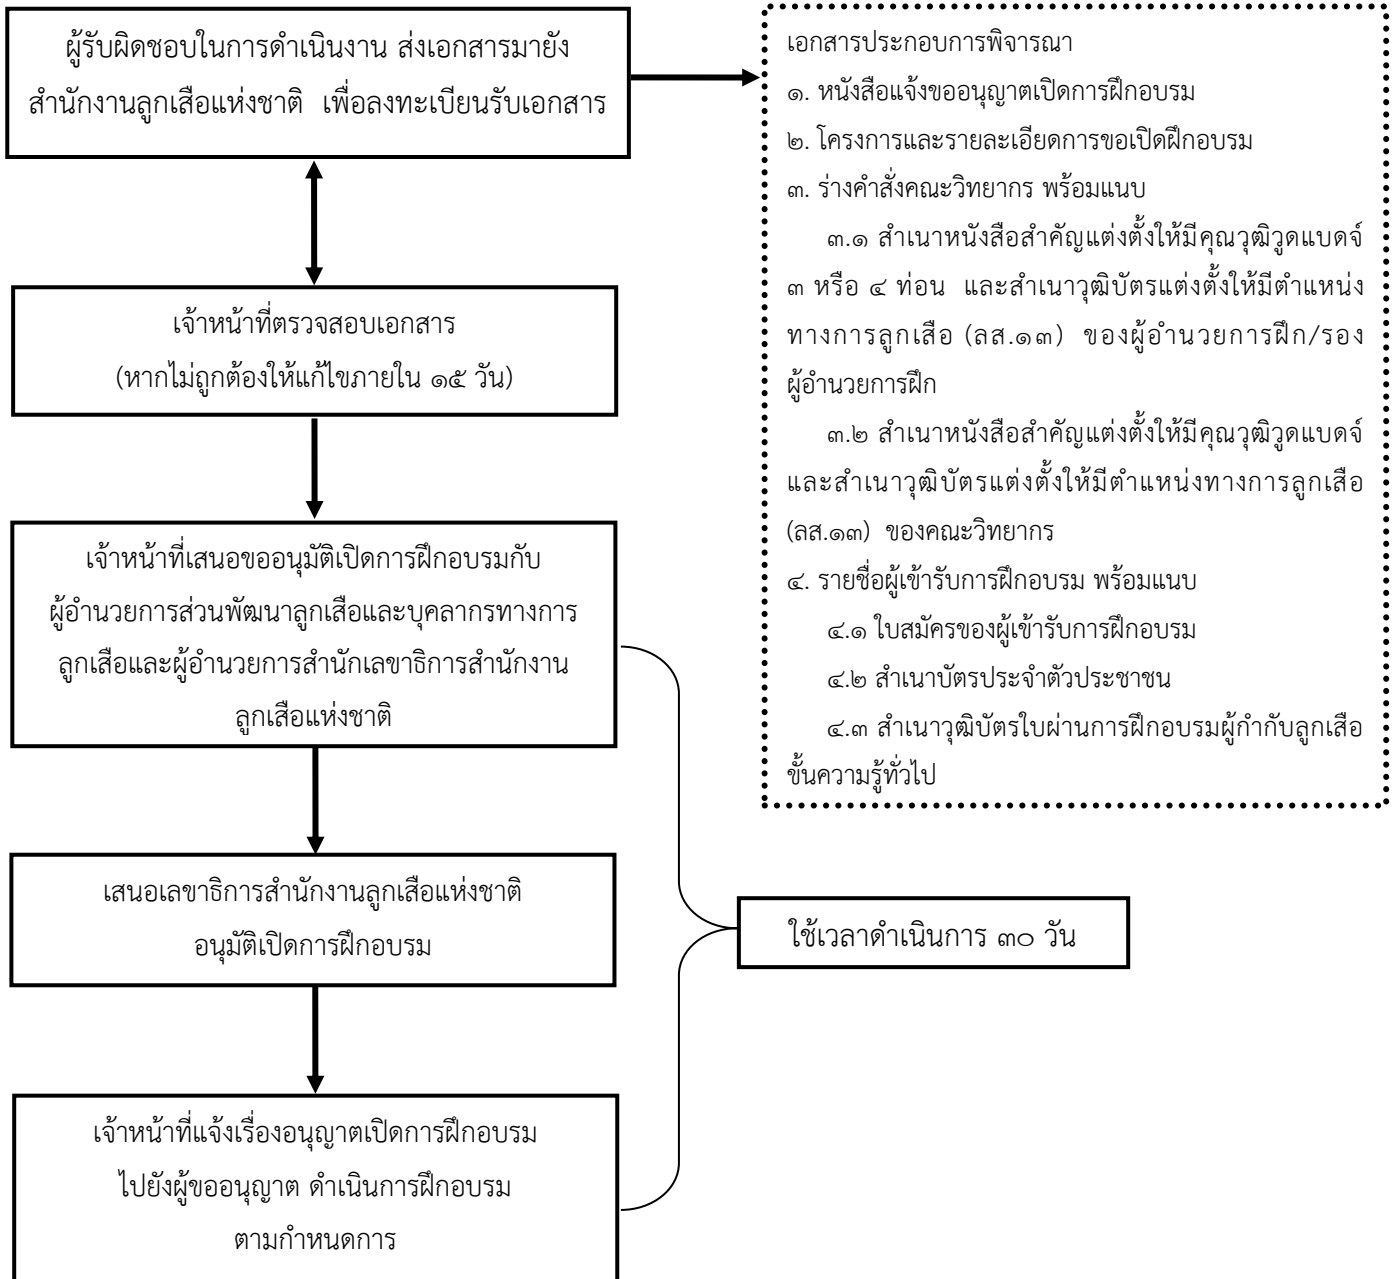 ผู้รับผิดชอบในการดำเนินงาน ส่งเอกสารมายัง
สำนักงานลูกเสือแห่งชาติ เพื่อลงทะเบียนรับเอกสาร
เอกสารประกอบการพิจารณา
๑. หนังสือแจ้งขออนุญาตเปิดการฝึกอบรม
๒. โครงการและรายละเอียดการขอเปิดฝึกอบรม
๓. ร่างคำสั่งคณะวิทยากร พร้อมแนบ
๓.๑ สำเนาหนังสือสำคัญแต่งตั้งให้มีคุณวุฒิวูดแบดจ์
๓ หรือ ๔ ท่อน และสำเนาวุฒิบัตรแต่งตั้งให้มีตำแหน่ง
ทางการลูกเสือ (ลส.๑๓) ของผู้อำนวยการฝึก/รอง
ผู้อำนวยการฝึก
๓.๒ สำเนาหนังสือสำคัญแต่งตั้งให้มีคุณวุฒิวูดแบดจ์
และสำเนาวุฒิบัตรแต่งตั้งให้มีตำแหน่งทางการลูกเสือ
(ลส.๑๓) ของคณะวิทยากร
๔. รายชื่อผู้เข้ารับการฝึกอบรม พร้อมแนบ
๔.๑ ใบสมัครของผู้เข้ารับการฝึกอบรม
๔.๒ สำเนาบัตรประจำตัวประชาชน
๔.๓ สำเนาวุฒิบัตรใบผ่านการฝึกอบรมผู้กำกับลูกเสือ
ขั้นความรู้ทั่วไป
เจ้าหน้าที่ตรวจสอบเอกสาร
(หากไม่ถูกต้องให้แก้ไขภายใน ๑๕ วัน)
เจ้าหน้าที่เสนอขออนุมัติเปิดการฝึกอบรมกับ
ผู้อำนวยการส่วนพัฒนาลูกเสือและบุคลากรทางการ
ลูกเสือและผู้อำนวยการสำนักเลขาธิการสำนักงาน
ลูกเสือแห่งชาติ
เสนอเลขาธิการสำนักงานลูกเสือแห่งชาติ
อนุมัติเปิดการฝึกอบรม
ใช้เวลาดำเนินการ ๓๐ วัน
เจ้าหน้าที่แจ้งเรื่องอนุญาตเปิดการฝึกอบรม
ไปยังผู้ขออนุญาต ดำเนินการฝึกอบรม
ตามกำหนดการ